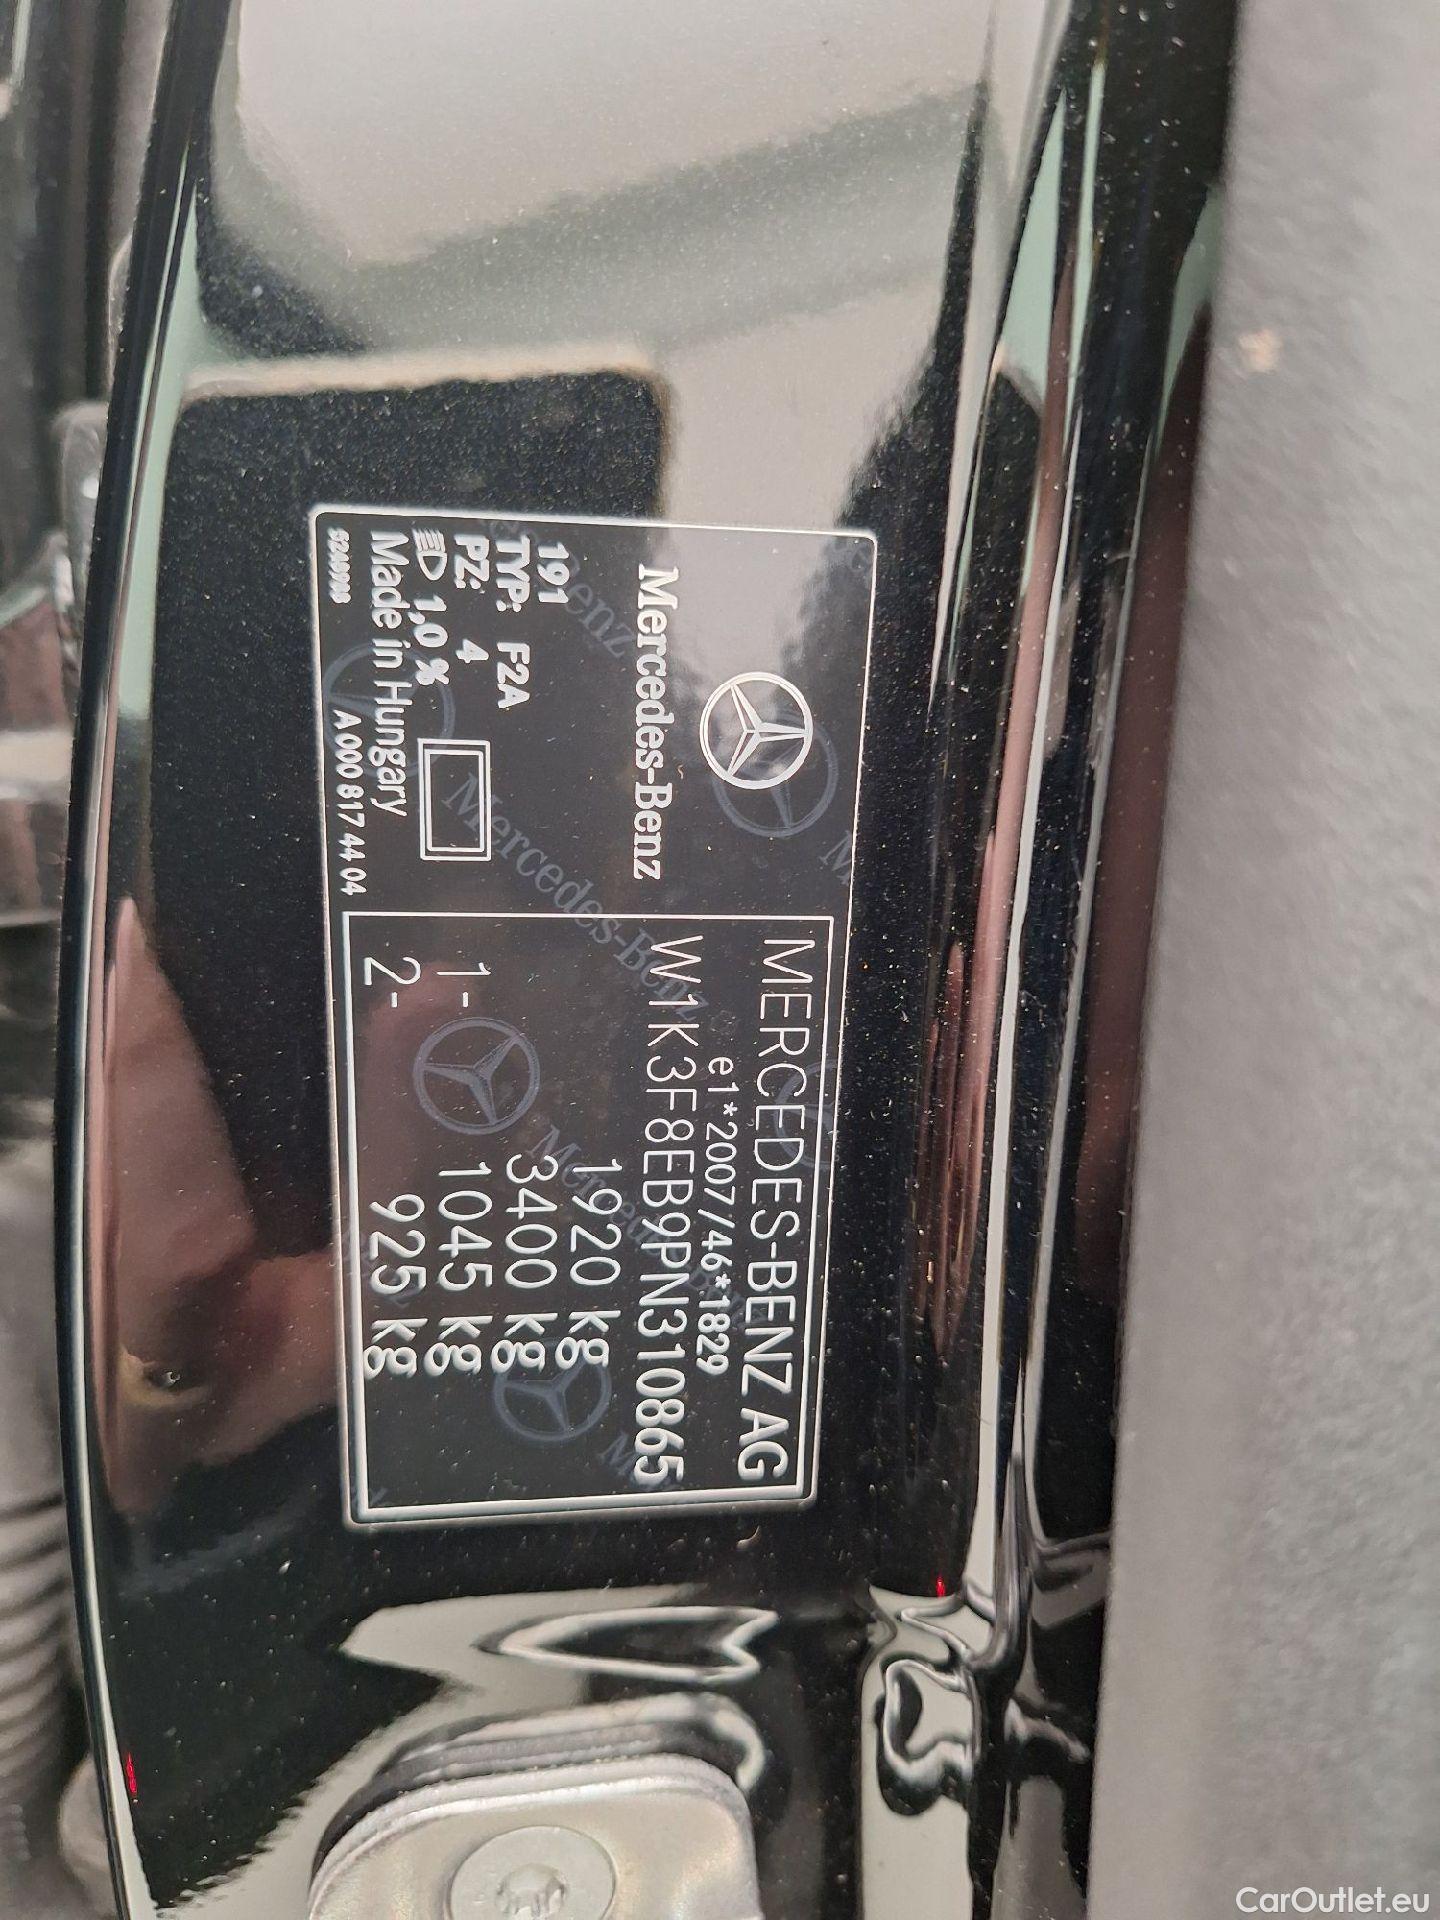 Mercedes-Benz
191
TYP: F2A
PZ: 4
1,0 %
Made in Hungary
A 000 817 44 04
MERCEDES-BENZ AG
e1*2007/46*1829
W1K3F8EB9PN310865
1920 kg
3400 kg
1- 1045 kg
2- 925 kg
CarOutlet.eu